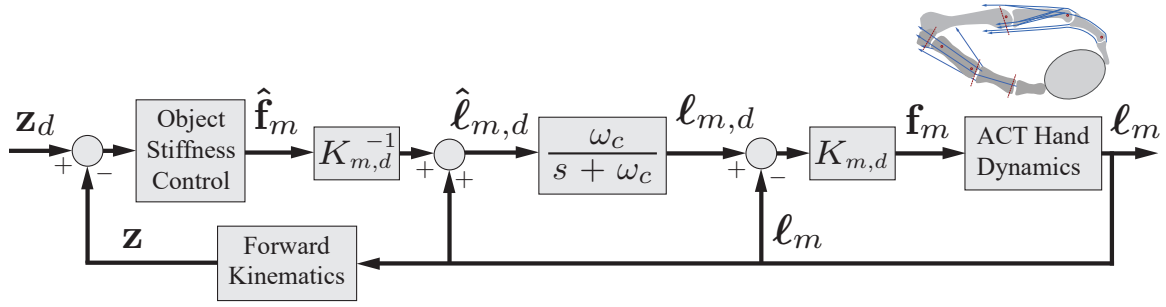 z_d
+
−
Object
Stiffness
Control
f̂_m
K_{m,d}^{-1}
+
+
ℓ̂_{m,d}
ω_c
s + ω_c
ℓ_{m,d}
+
−
K_{m,d}
f_m
ACT Hand
Dynamics
ℓ_m
z
Forward
Kinematics
ℓ_m